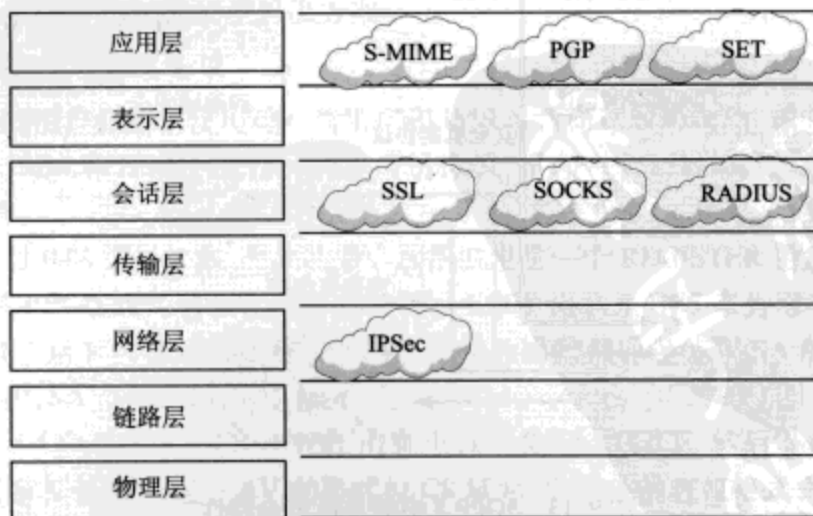 应用层 S-MIME PGP SET
表示层
会话层 SSL SOCKS RADIUS
传输层
网络层 IPSec
链路层
物理层